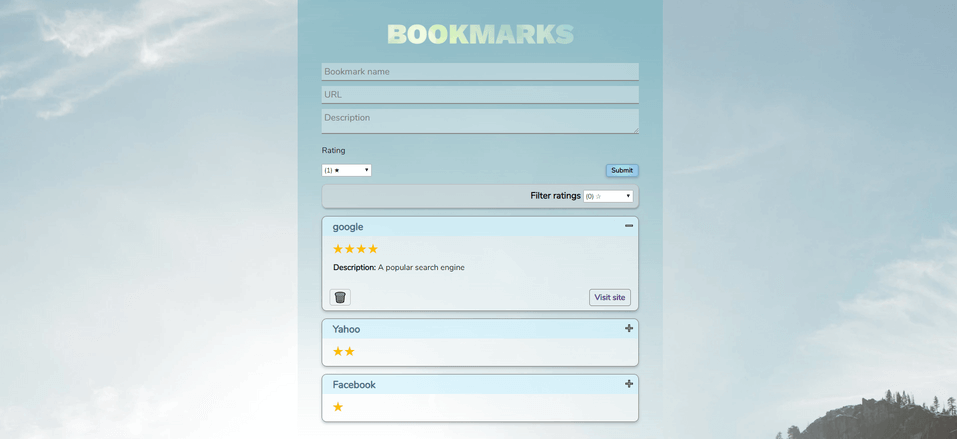 BOOKMARKS
Bookmark name
URL
Description
Rating
(1) ★
Submit
Filter ratings (0) ☆
google
★★★★
Description: A popular search engine
Visit site
Yahoo
★★
Facebook
★